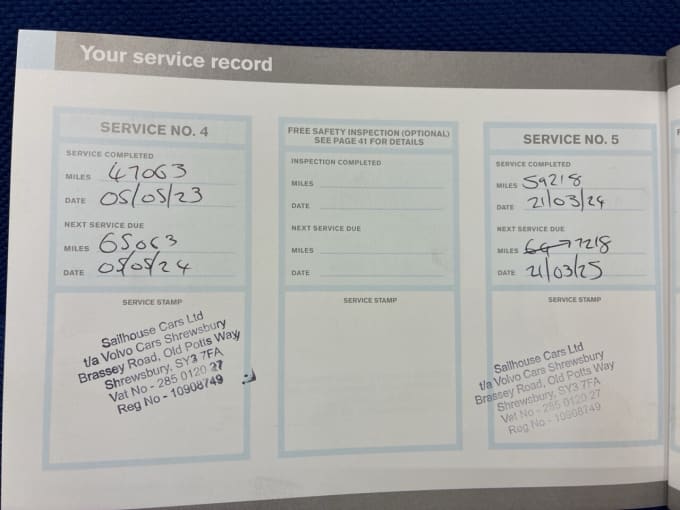 Your service record
SERVICE NO. 4
SERVICE COMPLETED
MILES 47063
DATE 05/05/23
NEXT SERVICE DUE
MILES 65063
DATE 05/05/24
SERVICE STAMP
Sailhouse Cars Ltd
t/a Volvo Cars Shrewsbury
Brassey Road, Old Potts Way
Shrewsbury, SY3 7FA
Vat No - 285 0120 27
Reg No - 10908749
FREE SAFETY INSPECTION (OPTIONAL)
SEE PAGE 41 FOR DETAILS
INSPECTION COMPLETED
MILES
DATE
NEXT SERVICE DUE
MILES
DATE
SERVICE STAMP
SERVICE NO. 5
SERVICE COMPLETED
MILES 59218
DATE 21/03/24
NEXT SERVICE DUE
MILES 77218
DATE 21/03/25
SERVICE STAMP
Sailhouse Cars Ltd
t/a Volvo Cars Shrewsbury
Brassey Road, Old Potts Way
Shrewsbury, SY3 7FA
Vat No - 285 0120 27
Reg No - 10908749